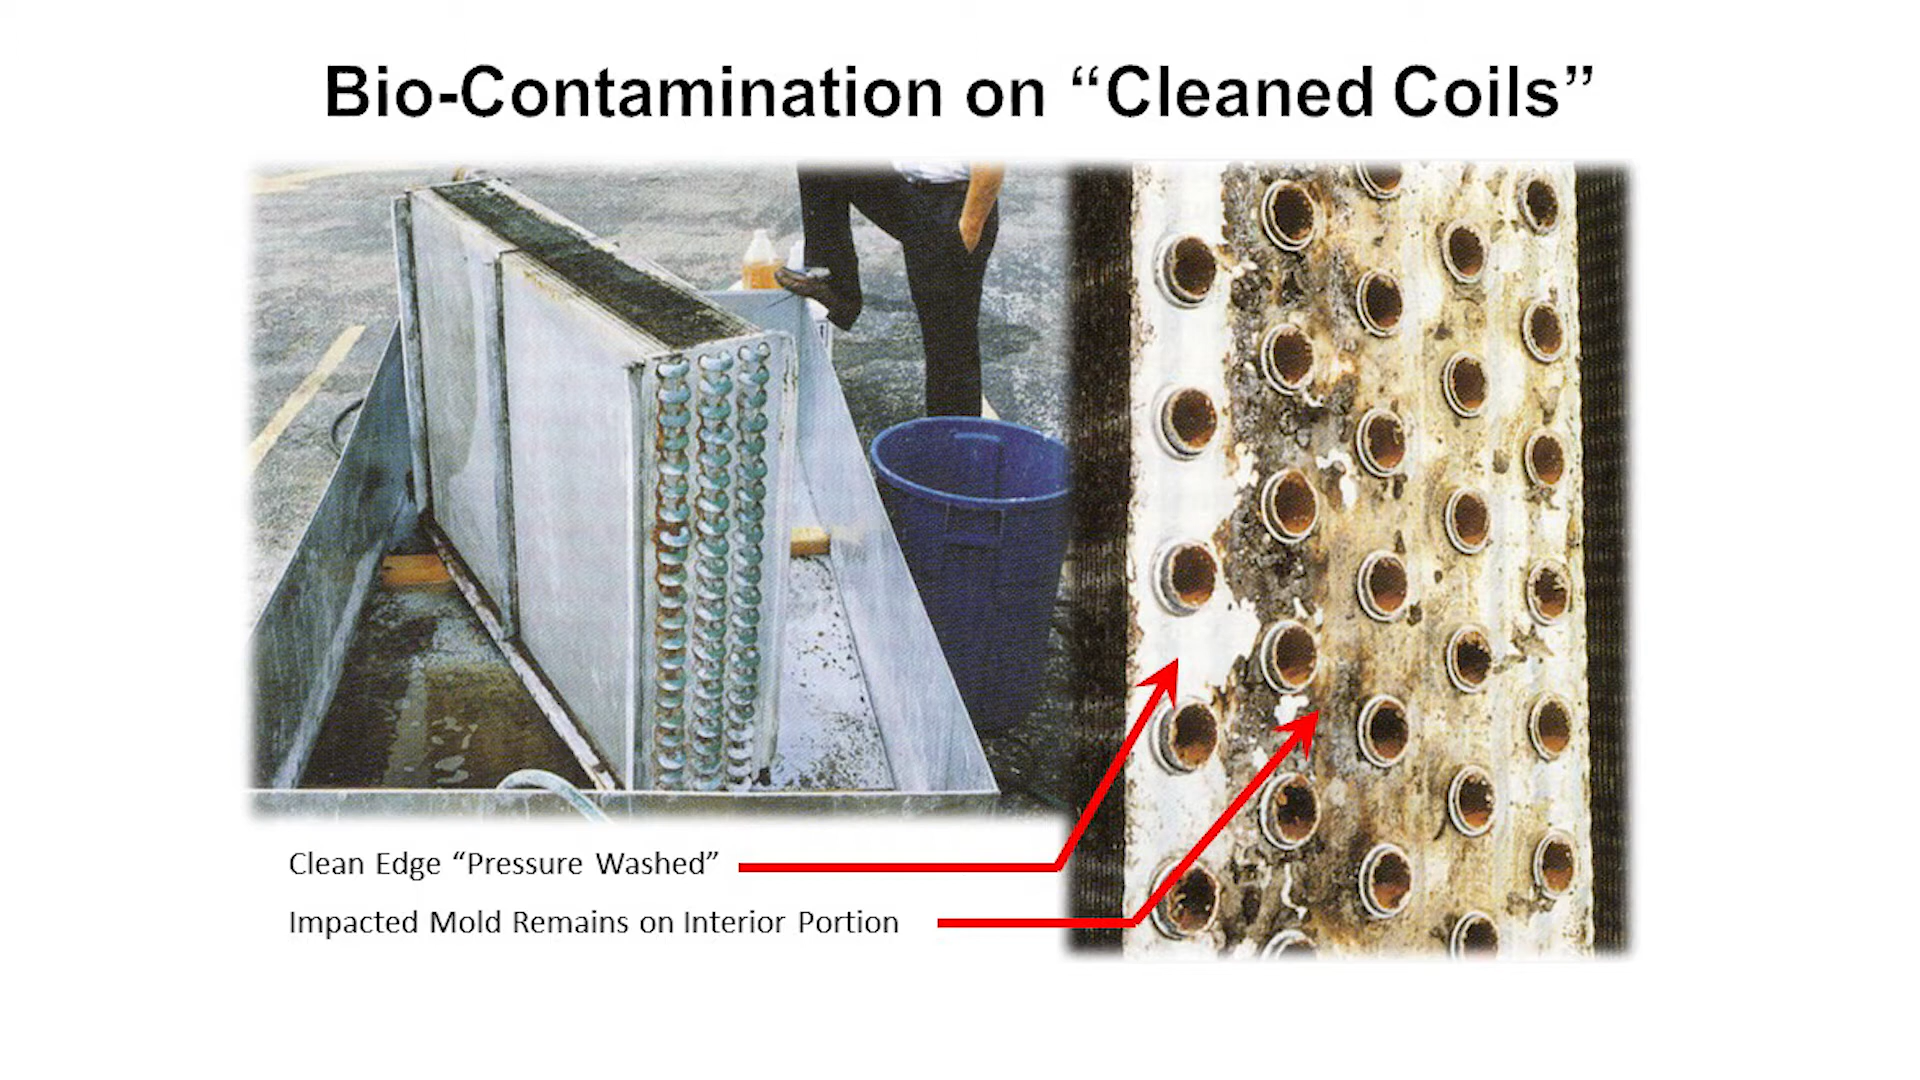 Bio-Contamination on “Cleaned Coils”
Clean Edge “Pressure Washed”
Impacted Mold Remains on Interior Portion